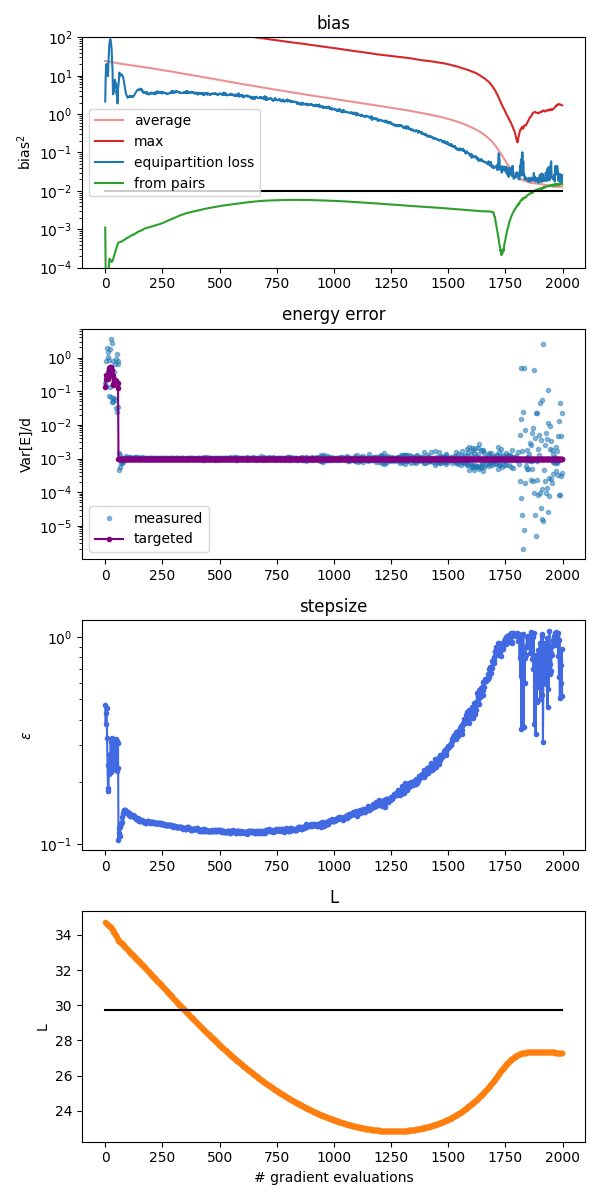 bias
10²
10¹
10⁰
10⁻¹
10⁻²
10⁻³
10⁻⁴
bias²
average
max
equipartition loss
from pairs
0 250 500 750 1000 1250 1500 1750 2000
energy error
10⁰
10⁻¹
10⁻²
10⁻³
10⁻⁴
10⁻⁵
Var[E]/d
measured
targeted
0 250 500 750 1000 1250 1500 1750 2000
stepsize
10⁰
10⁻¹
ε
0 250 500 750 1000 1250 1500 1750 2000
L
34
32
30
28
26
24
L
0 250 500 750 1000 1250 1500 1750 2000
# gradient evaluations